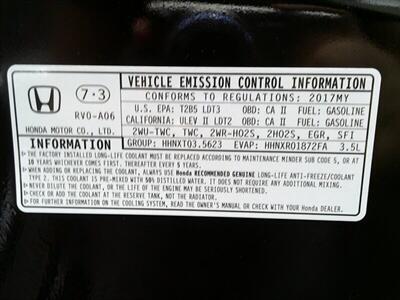 7·3
RV0-A06
HONDA MOTOR CO., LTD.
VEHICLE EMISSION CONTROL INFORMATION
CONFORMS TO REGULATIONS: 2017MY
U.S. EPA: T2B5 LDT3 OBD: CA II FUEL: GASOLINE
CALIFORNIA: ULEV II LDT2 OBD: CA II FUEL: GASOLINE
2WU-TWC, TWC, 2WR-HO2S, 2HO2S, EGR, SFI
GROUP: HHNXT03.5623 EVAP: HHNXR01872FA 3.5L
INFORMATION
►THE FACTORY INSTALLED LONG-LIFE COOLANT MUST BE REPLACED ACCORDING TO MAINTENANCE MINDER SUB CODE 5, OR AT
10 YEARS WHICHEVER COMES FIRST. THEREAFTER, EVERY 5 YEARS.
►WHEN ADDING OR REPLACING COOLANT, ALWAYS USE Honda RECOMMENDED GENUINE LONG-LIFE ANTI-FREEZE/COOLANT
TYPE 2. THIS COOLANT IS PRE-MIXED WITH 50% DISTILLED WATER. IT DOES NOT REQUIRE ANY ADDITIONAL MIXING.
►NEVER DILUTE THE COOLANT, OR THE LIFE OF THE ENGINE MAY BE SERIOUSLY SHORTENED.
►CHECK OR ADD THE COOLANT AT THE RESERVE TANK, NOT THE RADIATOR.
►FOR FURTHER INFORMATION ON THE COOLING SYSTEM, READ THE OWNER'S MANUAL OR CHECK WITH YOUR Honda DEALER.